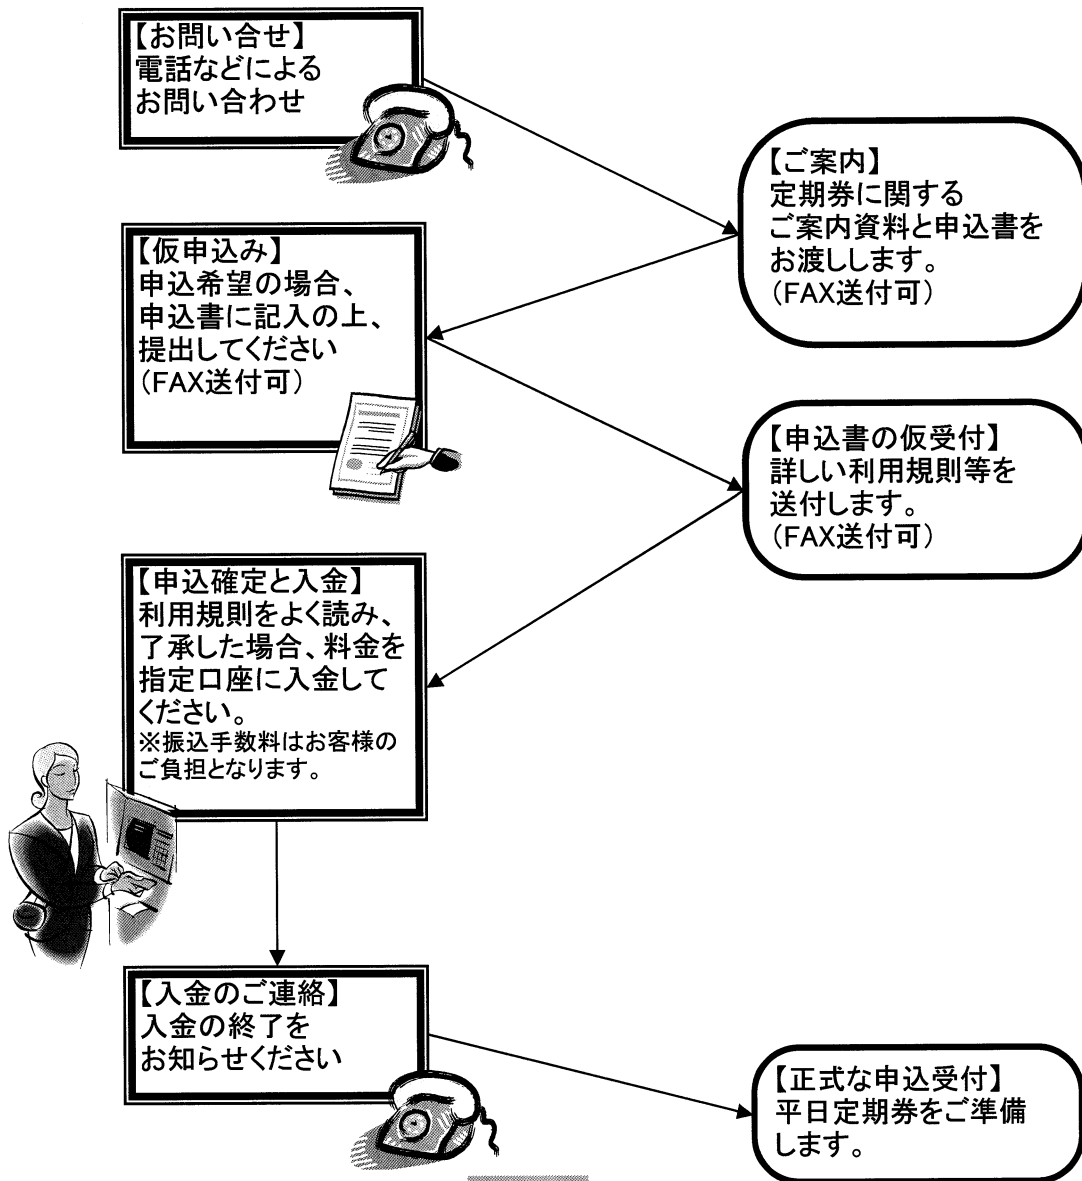 【お問い合せ】
電話などによる
お問い合わせ
【ご案内】
定期券に関する
ご案内資料と申込書を
お渡しします。
(FAX送付可)
【仮申込み】
申込希望の場合、
申込書に記入の上、
提出してください
(FAX送付可)
【申込書の仮受付】
詳しい利用規則等を
送付します。
(FAX送付可)
【申込確定と入金】
利用規則をよく読み、
了承した場合、料金を
指定口座に入金して
ください。
※振込手数料はお客様の
ご負担となります。
【入金のご連絡】
入金の終了を
お知らせください
【正式な申込受付】
平日定期券をご準備
します。